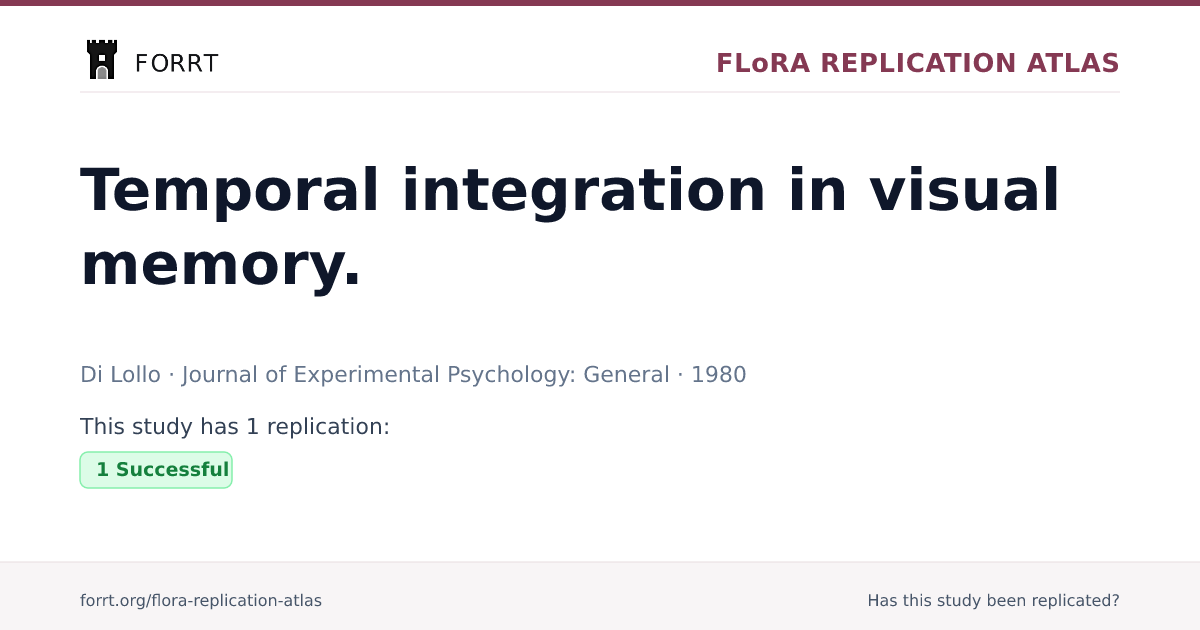 FORRT
FLoRA REPLICATION ATLAS
Temporal integration in visual
memory.
Di Lollo · Journal of Experimental Psychology: General · 1980
This study has 1 replication:
1 Successful
forrt.org/flora-replication-atlas
Has this study been replicated?